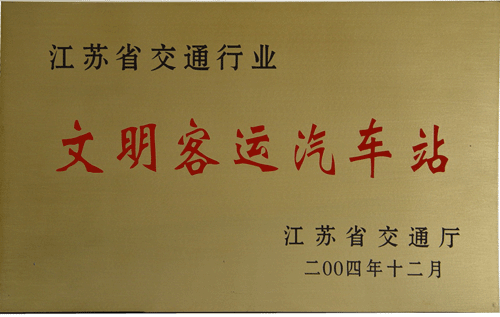 江苏省交通行业
文明客运汽车站
江苏省交通厅
二00四年十二月